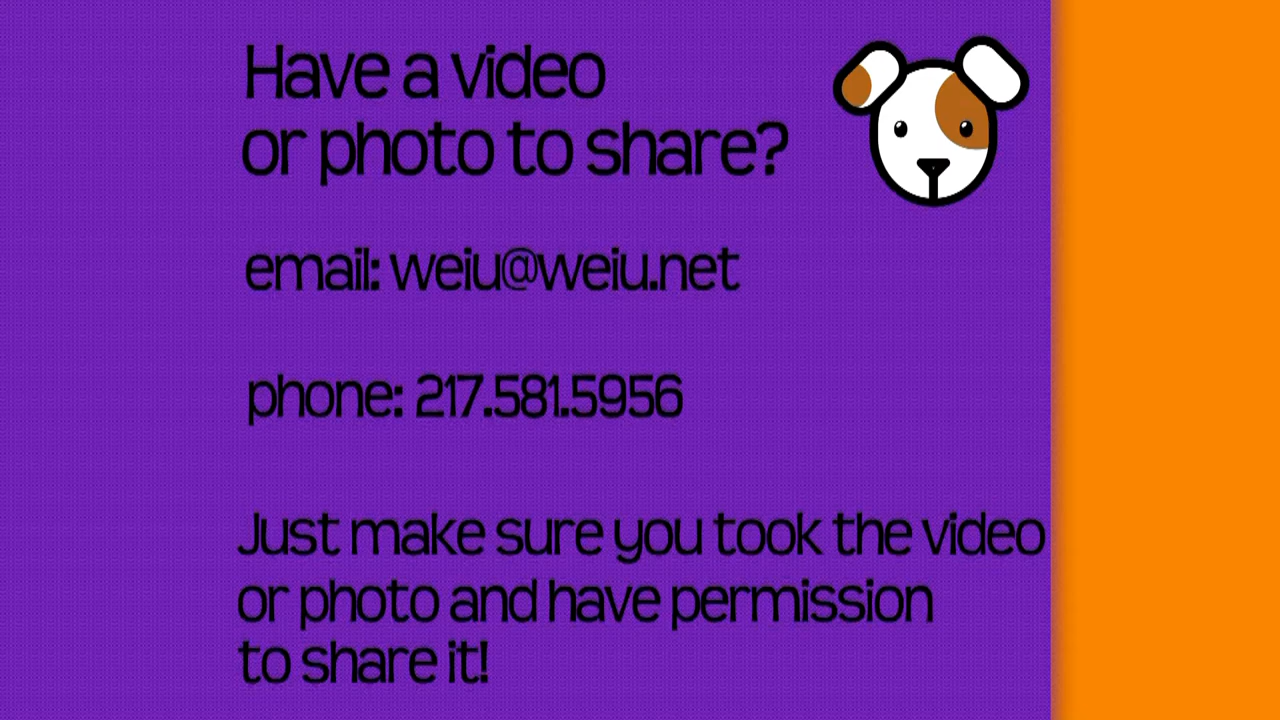 Have a video
or photo to share?
email: weiu@weiu.net
phone: 217.581.5956
Just make sure you took the video
or photo and have permission
to share it!